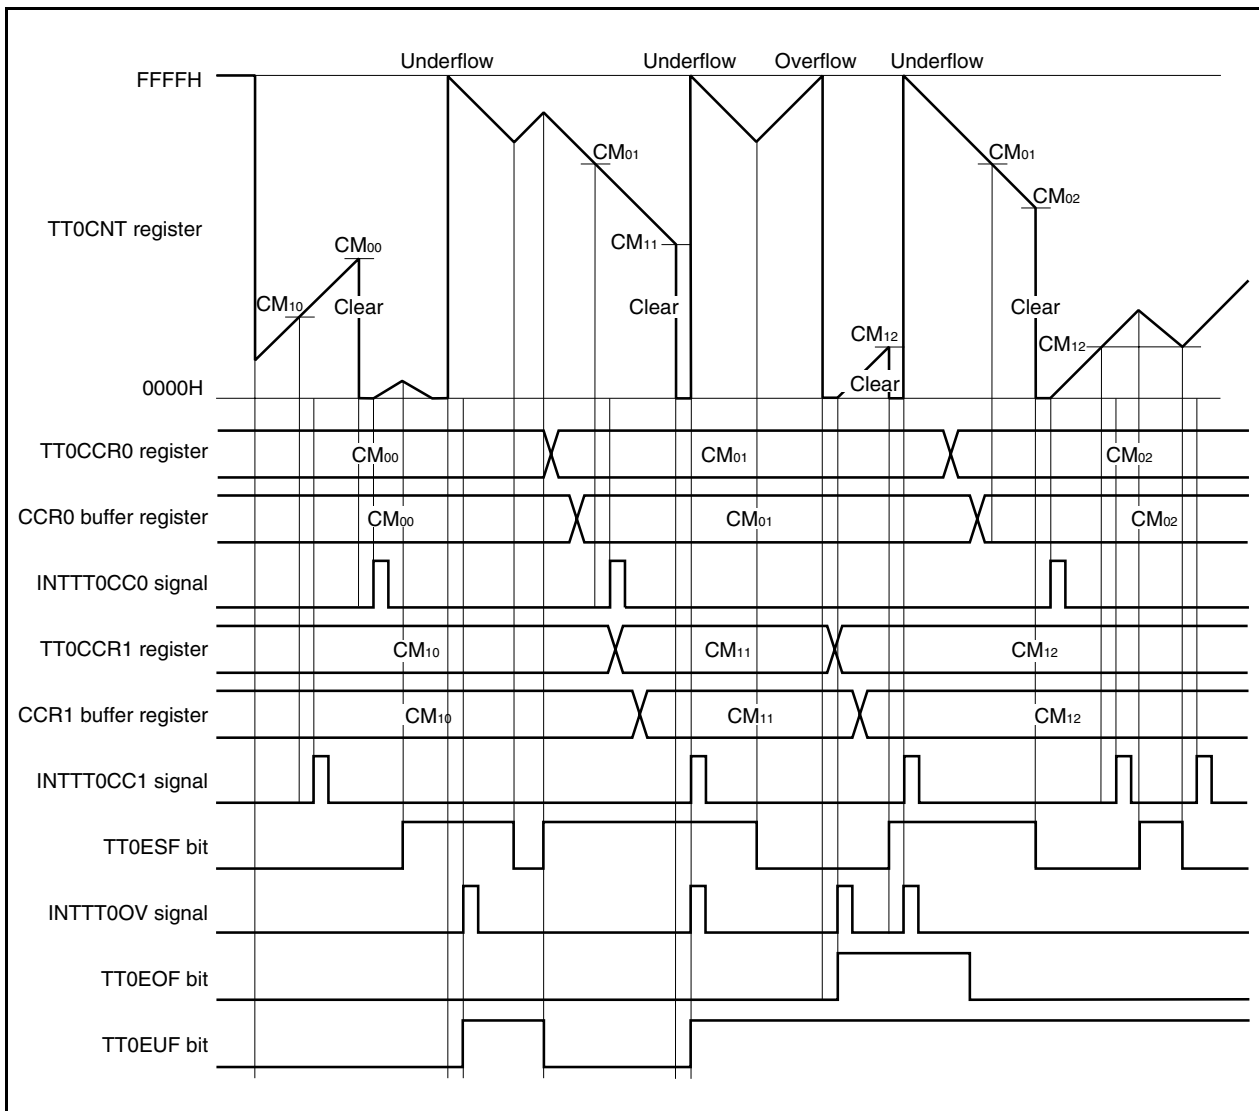 Underflow Underflow Overflow Underflow
FFFFH
CM01 CM01
CM02
TT0CNT register
CM00 CM11
CM10 Clear Clear Clear
CM12 CM12
0000H Clear
TT0CCR0 register CM00 CM01 CM02
CCR0 buffer register CM00 CM01 CM02
INTTT0CC0 signal
TT0CCR1 register CM10 CM11 CM12
CCR1 buffer register CM10 CM11 CM12
INTTT0CC1 signal
TT0ESF bit
INTTT0OV signal
TT0EOF bit
TT0EUF bit